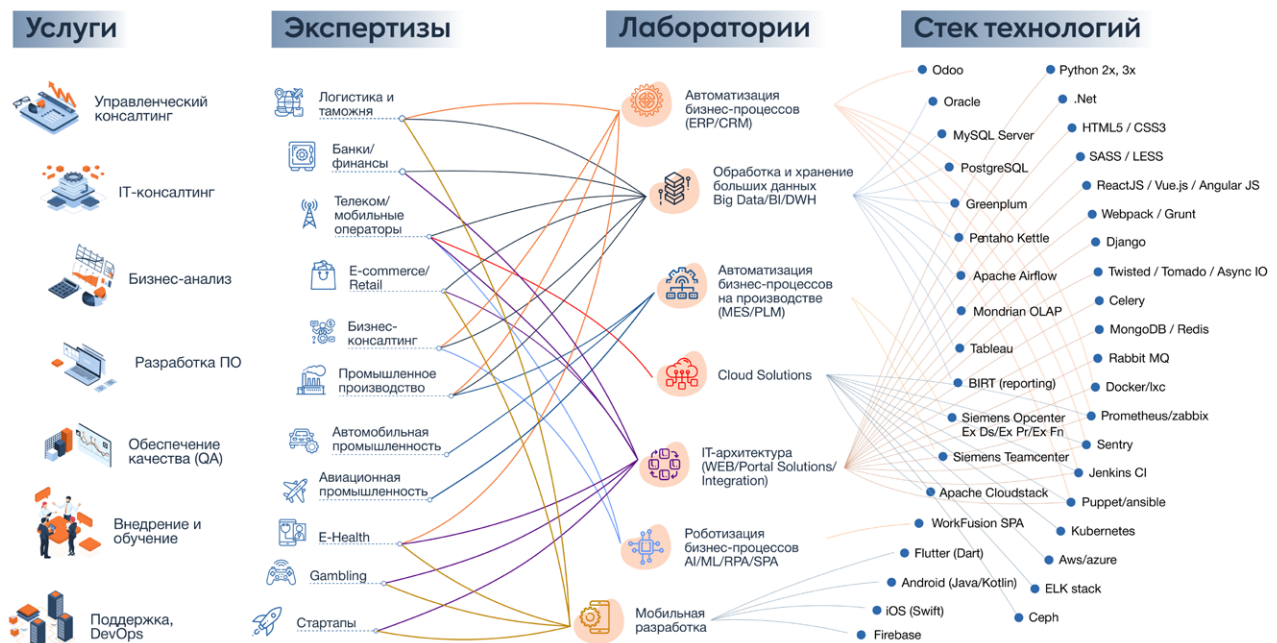 Услуги
Экспертизы
Лаборатории
Стек технологий
Управленческий
консалтинг
IT-консалтинг
Бизнес-анализ
Разработка ПО
Обеспечение
качества (QA)
Внедрение и
обучение
Поддержка,
DevOps
Логистика и
таможня
Банки/
финансы
Телеком/
мобильные
операторы
E-commerce/
Retail
Бизнес-
консалтинг
Промышленное
производство
Автомобильная
промышленность
Авиационная
промышленность
E-Health
Gambling
Стартапы
Автоматизация
бизнес-процессов
(ERP/CRM)
Обработка и хранение
больших данных
Big Data/BI/DWH
Автоматизация
бизнес-процессов
на производстве
(MES/PLM)
Cloud Solutions
IT-архитектура
(WEB/Portal Solutions/
Integration)
Роботизация
бизнес-процессов
AI/ML/RPA/SPA
Мобильная
разработка
Odoo
Oracle
MySQL Server
PostgreSQL
Greenplum
Pentaho Kettle
Apache Airflow
Mondrian OLAP
Tableau
BIRT (reporting)
Siemens Opcenter
Ex Ds/Ex Pr/Ex Fn
Siemens Teamcenter
Apache Cloudstack
WorkFusion SPA
Flutter (Dart)
Android (Java/Kotlin)
iOS (Swift)
Firebase
Python 2x, 3x
.Net
HTML5 / CSS3
SASS / LESS
ReactJS / Vue.js / Angular JS
Webpack / Grunt
Django
Twisted / Tornado / Async IO
Celery
MongoDB / Redis
Rabbit MQ
Docker/lxc
Prometheus/zabbix
Sentry
Jenkins CI
Puppet/ansible
Kubernetes
Aws/azure
ELK stack
Ceph